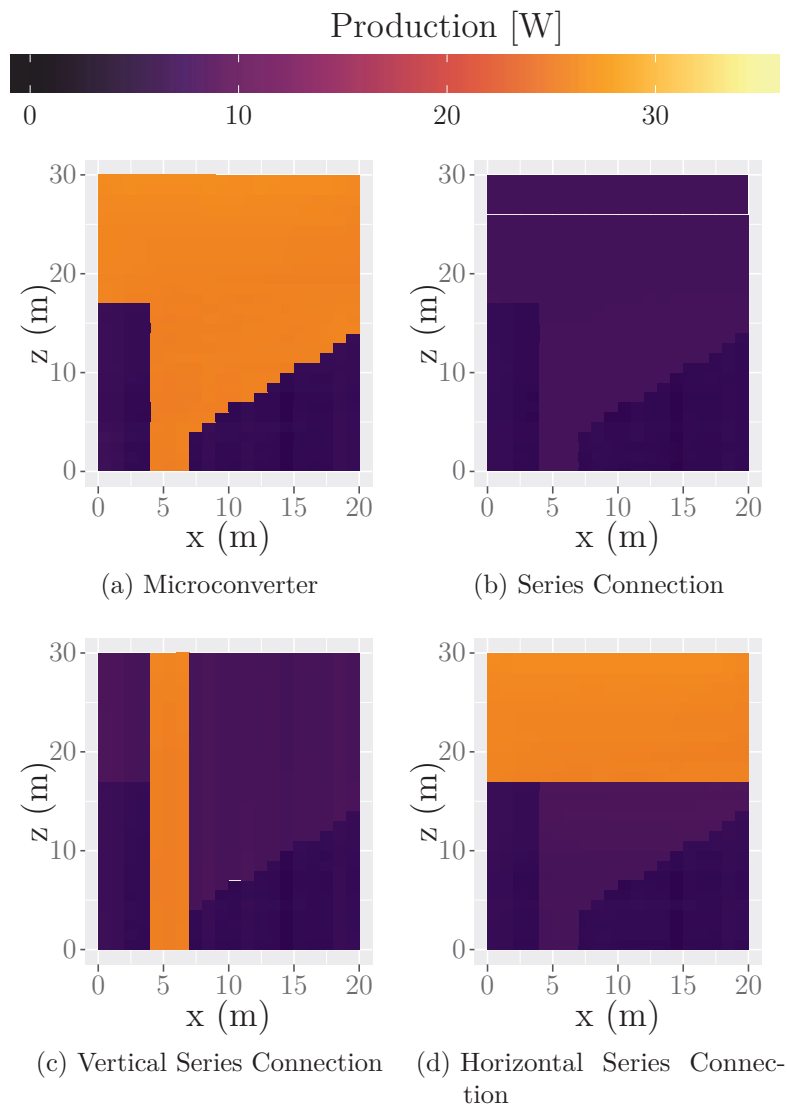 Production [W]
0 10 20 30
30
20
10
0
z (m)
0 5 10 15 20
x (m)
(a) Microconverter
30
20
10
0
z (m)
0 5 10 15 20
x (m)
(b) Series Connection
30
20
10
0
z (m)
0 5 10 15 20
x (m)
(c) Vertical Series Connection
30
20
10
0
z (m)
0 5 10 15 20
x (m)
(d) Horizontal Series Connec-
tion